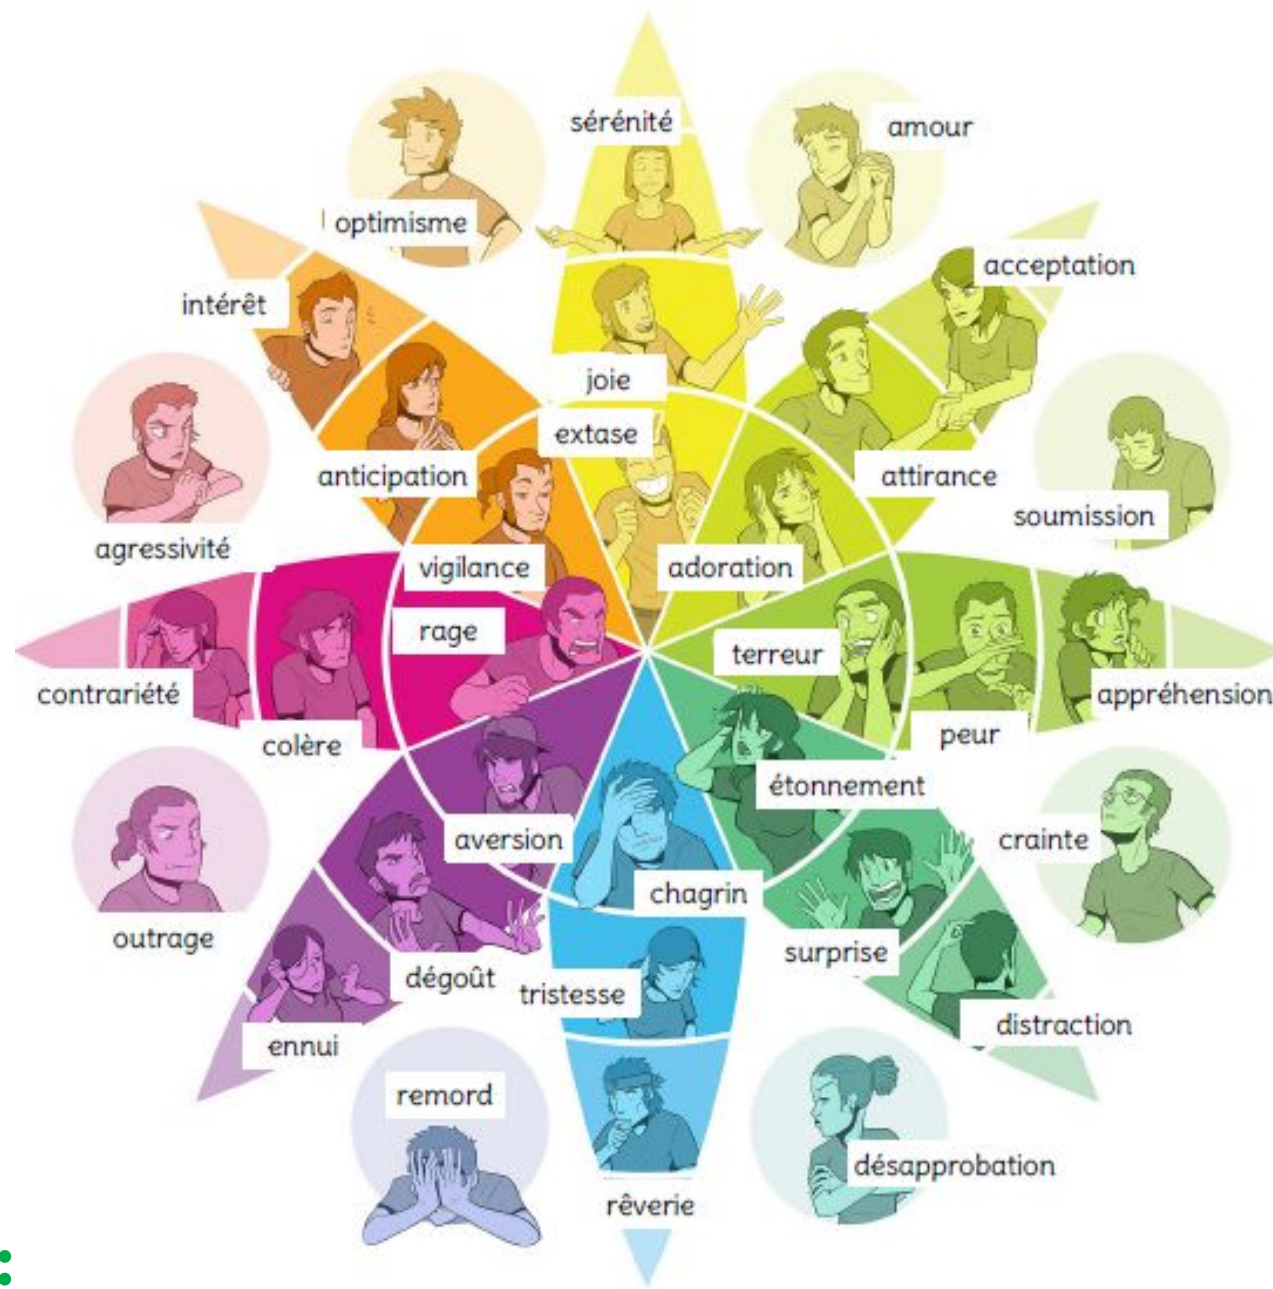 sérénité
amour
optimisme
acceptation
intérêt
joie
extase
anticipation
attirance
soumission
agressivité
vigilance
adoration
rage
terreur
contrariété
appréhension
colère
peur
étonnement
aversion
crainte
chagrin
outrage
surprise
dégoût
tristesse
distraction
ennui
remord
désapprobation
rêverie